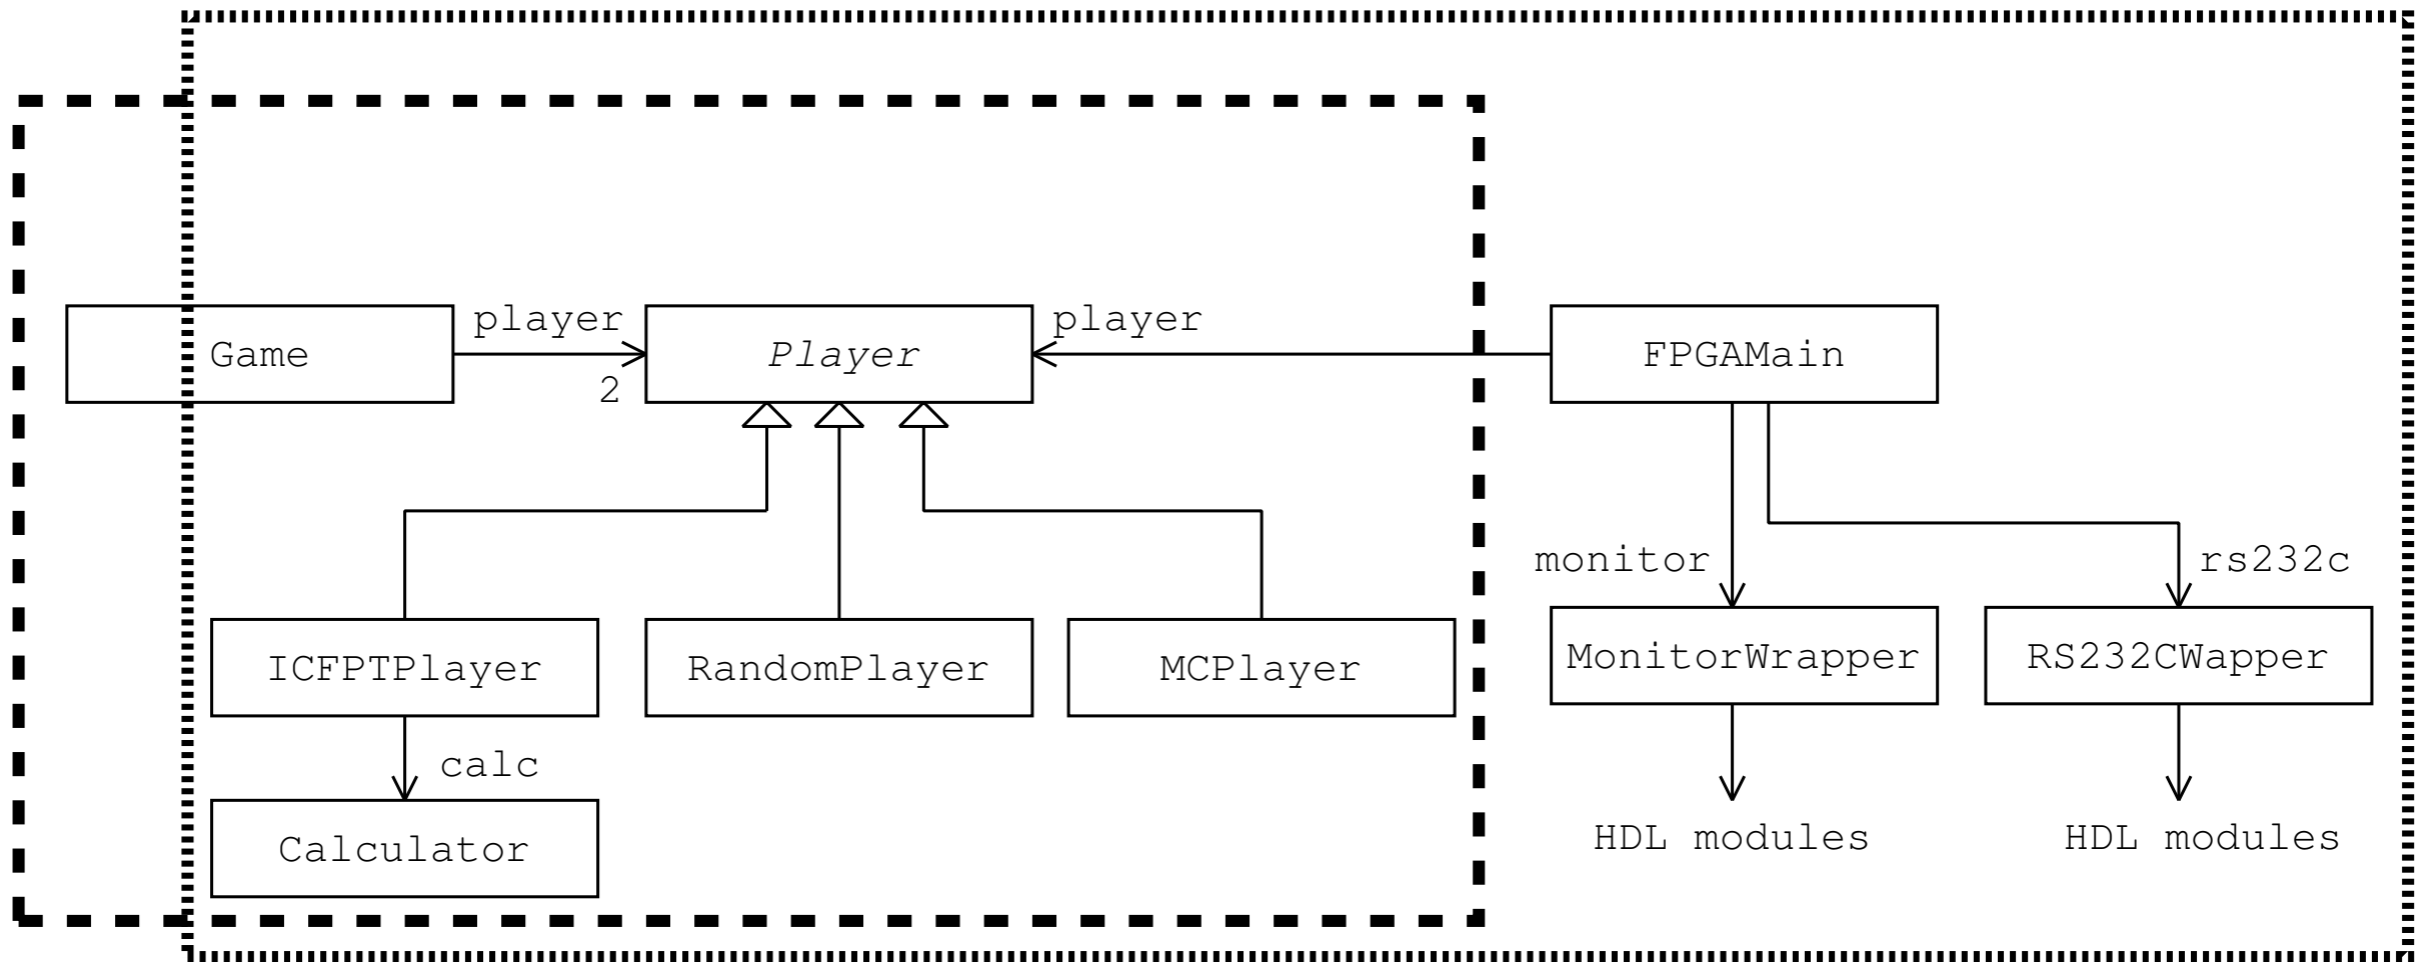 player
player
Game
Player
FPGAMain
2
monitor
rs232c
ICFPTPlayer
RandomPlayer
MCPlayer
MonitorWrapper
RS232CWapper
calc
Calculator
HDL modules
HDL modules